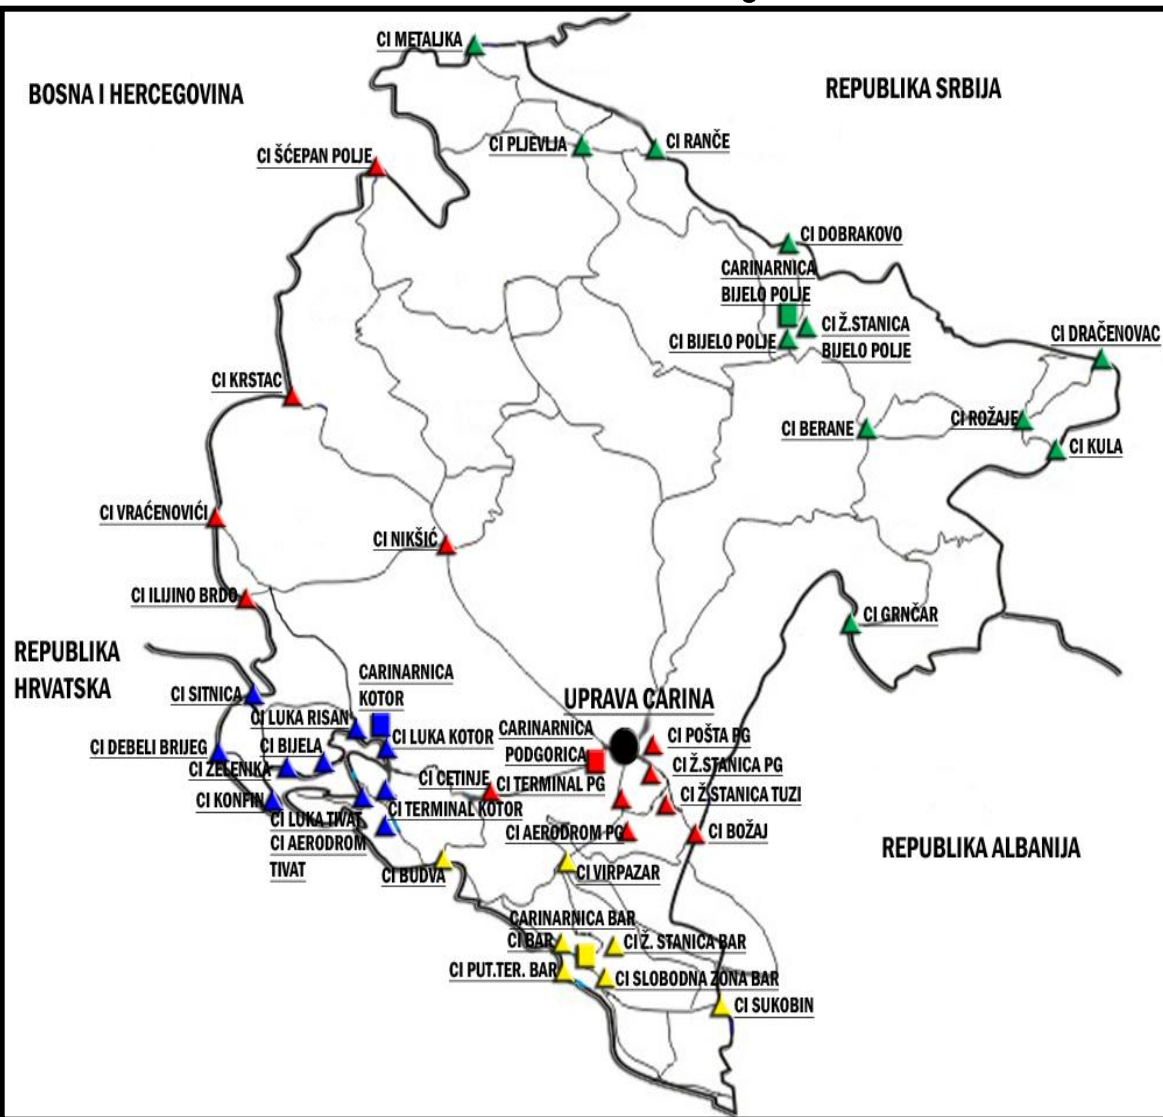 CI METALJKA
BOSNA I HERCEGOVINA
REPUBLIKA SRBIJA
CI PLJEVLJA
CI RANČE
CI ŠĆEPAN POLJE
CI DOBRAKOVO
CARINARNICA
BIJELO POLJE
CI Ž.STANICA
BIJELO POLJE
CI BIJELO POLJE
CI DRAČENOVAC
CI KRSTAC
CI BERANE
CI ROŽAJE
CI KULA
CI VRAĆENOVIĆI
CI NIKŠIĆ
CI ILIJINO BRDO
CI GRNČAR
REPUBLIKA
HRVATSKA
CI SITNICA
CARINARNICA
KOTOR
UPRAVA CARINA
CI LUKA RISAN
CARINARNICA
PODGORICA
CI POŠTA PG
CI DEBELI BRIJEG
CI BIJELA
CI LUKA KOTOR
CI ZELENIKA
CI CETINJE
CI TERMINAL PG
CI Ž.STANICA PG
CI KONFIN
CI TERMINAL KOTOR
CI Ž.STANICA TUZI
CI LUKA TIVAT
CI AERODROM
TIVAT
CI AERODROM PG
CI BOŽAJ
REPUBLIKA ALBANIJA
CI BUDVA
CI VIRPAZAR
CARINARNICA BAR
CI BAR
CI Ž. STANICA BAR
CI PUT.TER. BAR
CI SLOBODNA ZONA BAR
CI SUKOBIN